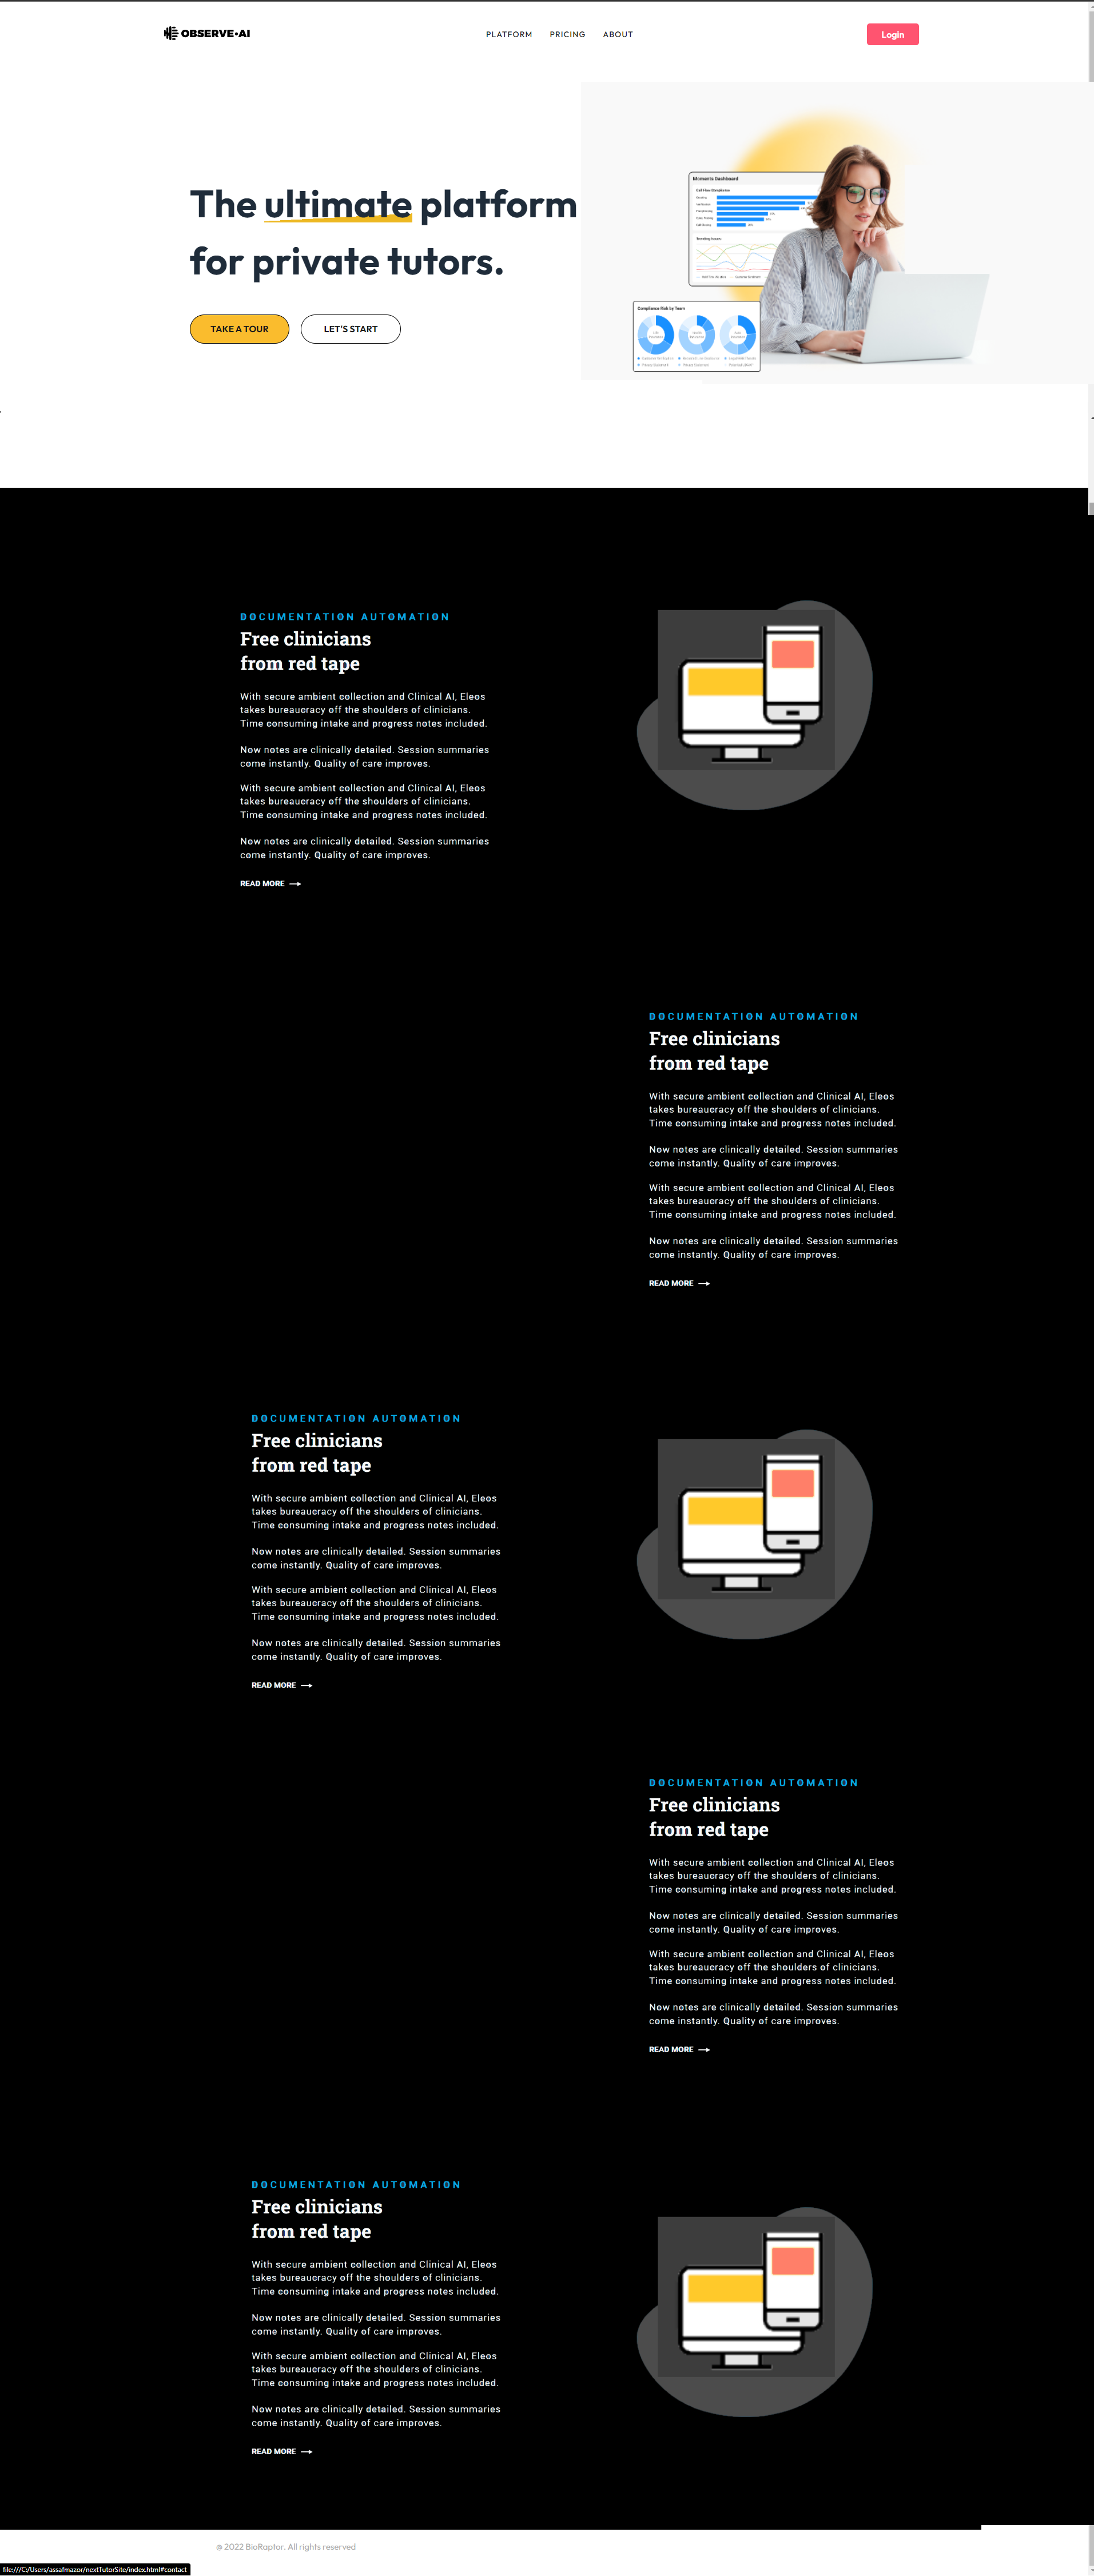 OBSERVE•AI
PLATFORM PRICING ABOUT
Login
The ultimate platform
for private tutors.
TAKE A TOUR LET'S START
Moments Dashboard
Call Flow Compliance
Trending Issues
Compliance Risk by Team
DOCUMENTATION AUTOMATION
Free clinicians
from red tape
With secure ambient collection and Clinical AI, Eleos
takes bureaucracy off the shoulders of clinicians.
Time consuming intake and progress notes included.
Now notes are clinically detailed. Session summaries
come instantly. Quality of care improves.
With secure ambient collection and Clinical AI, Eleos
takes bureaucracy off the shoulders of clinicians.
Time consuming intake and progress notes included.
Now notes are clinically detailed. Session summaries
come instantly. Quality of care improves.
READ MORE
DOCUMENTATION AUTOMATION
Free clinicians
from red tape
With secure ambient collection and Clinical AI, Eleos
takes bureaucracy off the shoulders of clinicians.
Time consuming intake and progress notes included.
Now notes are clinically detailed. Session summaries
come instantly. Quality of care improves.
With secure ambient collection and Clinical AI, Eleos
takes bureaucracy off the shoulders of clinicians.
Time consuming intake and progress notes included.
Now notes are clinically detailed. Session summaries
come instantly. Quality of care improves.
READ MORE
DOCUMENTATION AUTOMATION
Free clinicians
from red tape
With secure ambient collection and Clinical AI, Eleos
takes bureaucracy off the shoulders of clinicians.
Time consuming intake and progress notes included.
Now notes are clinically detailed. Session summaries
come instantly. Quality of care improves.
With secure ambient collection and Clinical AI, Eleos
takes bureaucracy off the shoulders of clinicians.
Time consuming intake and progress notes included.
Now notes are clinically detailed. Session summaries
come instantly. Quality of care improves.
READ MORE
DOCUMENTATION AUTOMATION
Free clinicians
from red tape
With secure ambient collection and Clinical AI, Eleos
takes bureaucracy off the shoulders of clinicians.
Time consuming intake and progress notes included.
Now notes are clinically detailed. Session summaries
come instantly. Quality of care improves.
With secure ambient collection and Clinical AI, Eleos
takes bureaucracy off the shoulders of clinicians.
Time consuming intake and progress notes included.
Now notes are clinically detailed. Session summaries
come instantly. Quality of care improves.
READ MORE
DOCUMENTATION AUTOMATION
Free clinicians
from red tape
With secure ambient collection and Clinical AI, Eleos
takes bureaucracy off the shoulders of clinicians.
Time consuming intake and progress notes included.
Now notes are clinically detailed. Session summaries
come instantly. Quality of care improves.
With secure ambient collection and Clinical AI, Eleos
takes bureaucracy off the shoulders of clinicians.
Time consuming intake and progress notes included.
Now notes are clinically detailed. Session summaries
come instantly. Quality of care improves.
READ MORE
@ 2022 BioRaptor. All rights reserved
file:///C:/Users/assafmazor/nextTutorSite/index.html#contact